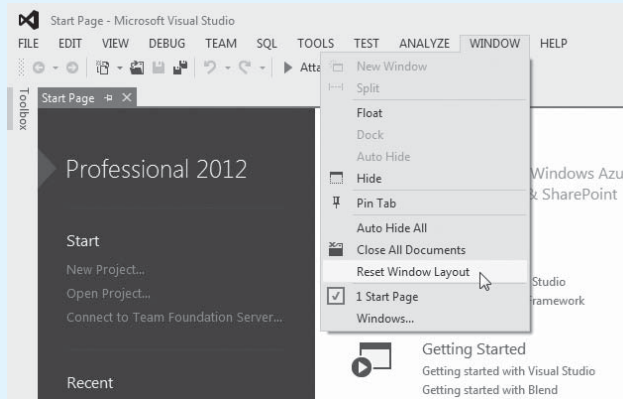 Start Page - Microsoft Visual Studio
FILE EDIT VIEW DEBUG TEAM SQL TOOLS TEST ANALYZE WINDOW HELP
Atta
Toolbox
Start Page
New Window
Split
Float
Dock
Auto Hide
Hide
Pin Tab
Auto Hide All
Close All Documents
Reset Window Layout
1 Start Page
Windows...
Professional 2012
Start
New Project...
Open Project...
Connect to Team Foundation Server...
Recent
Windows Azu
& SharePoint
Studio
ramework
Getting Started
Getting started with Visual Studio
Getting started with Blend